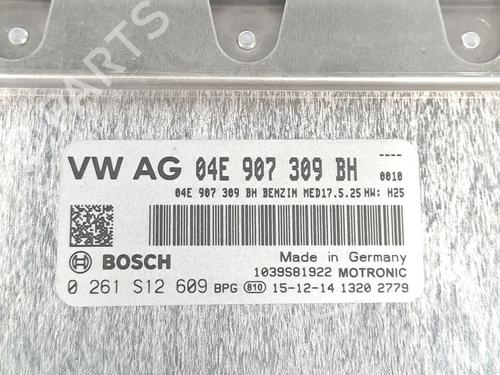 PARTS
VW AG 04E 907 309 BH ----
0010
04E 907 309 BH BENZIN MED17.5.25 HW: H25
BOSCH
Made in Germany
1039S81922 MOTRONIC
0 261 S12 609 BPG 810 15-12-14 1320 2779